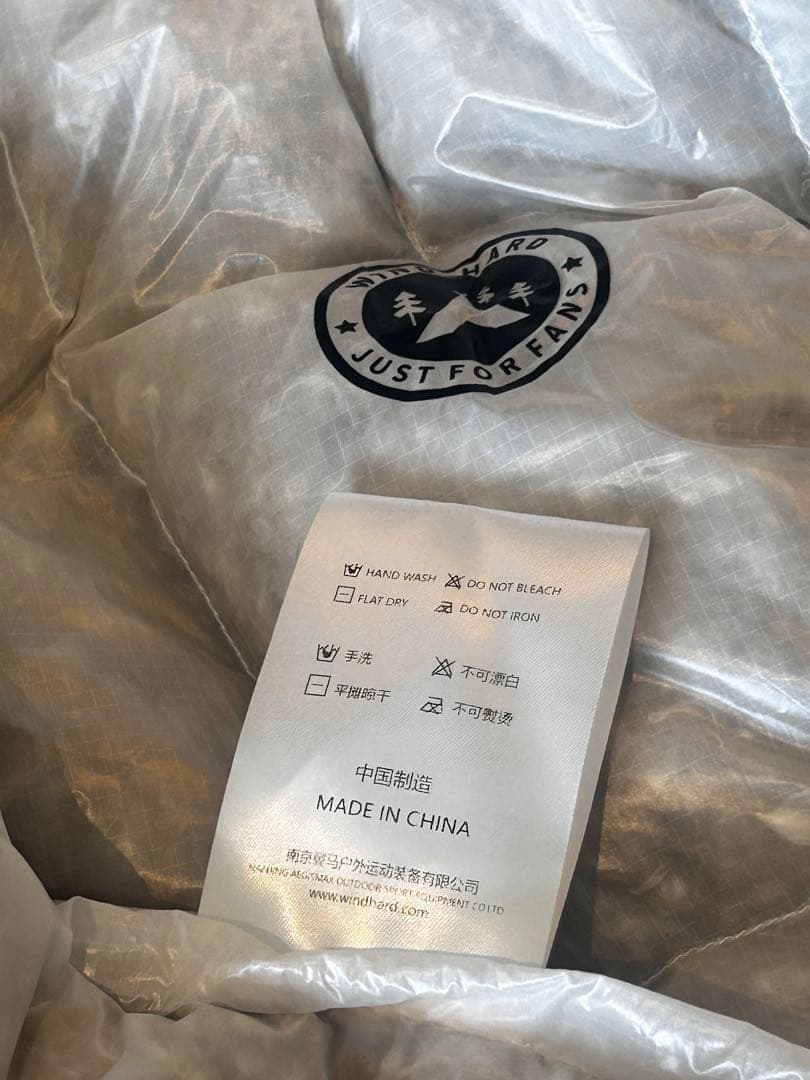 WIND HARD
JUST FOR FANS
HAND WASH DO NOT BLEACH
FLAT DRY DO NOT IRON
手洗 不可漂白
平摊晾干 不可熨烫
中国制造
MADE IN CHINA
南京翼马户外运动装备有限公司
NANJING AEGISMAX OUTDOOR SPORT EQUIPMENT CO LTD
www.windhard.com